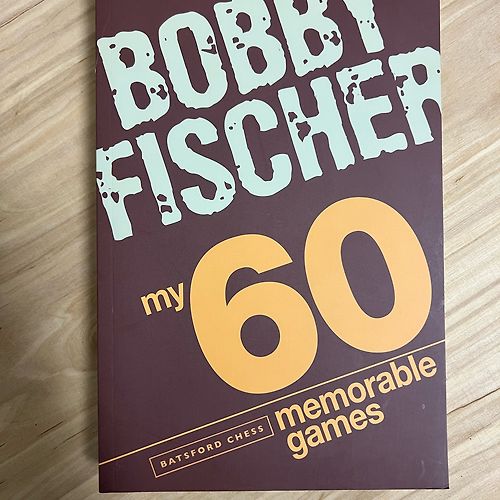 BOBBY
FISCHER
my 60
memorable
games
BATSFORD CHESS